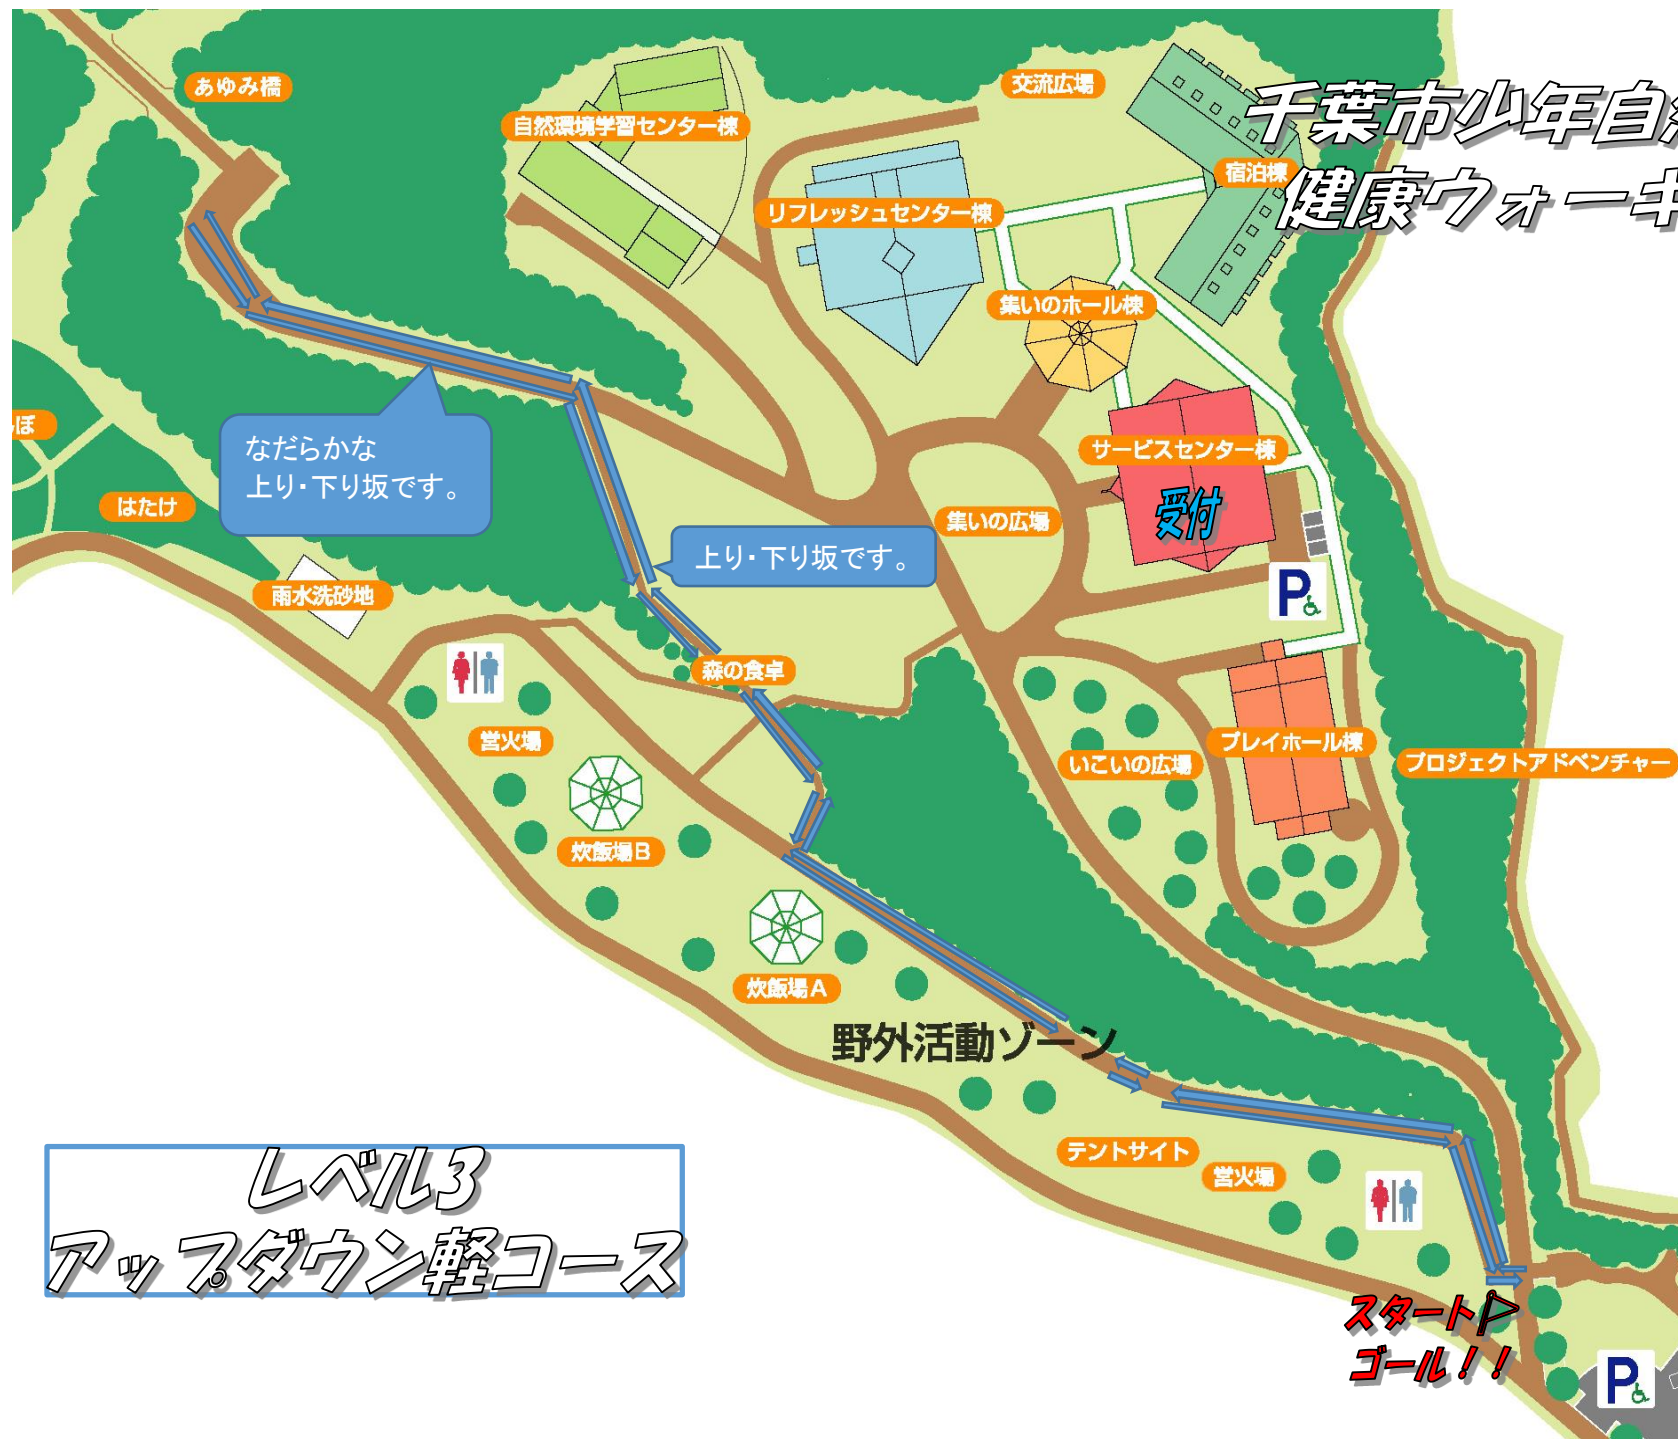 千葉市少年自然
健康ウォーキ
あゆみ橋
交流広場
自然環境学習センター棟
宿泊棟
リフレッシュセンター棟
集いのホール棟
なだらかな
上り・下り坂です。
ぼ
サービスセンター棟
受付
はたけ
集いの広場
上り・下り坂です。
P
雨水洗砂地
森の食卓
営火場
プレイホール棟
いこいの広場
プロジェクトアドベンチャー
炊飯場B
炊飯場A
野外活動ゾーン
テントサイト
営火場
レベル3
アップダウン軽コース
スタート
ゴール！！
P